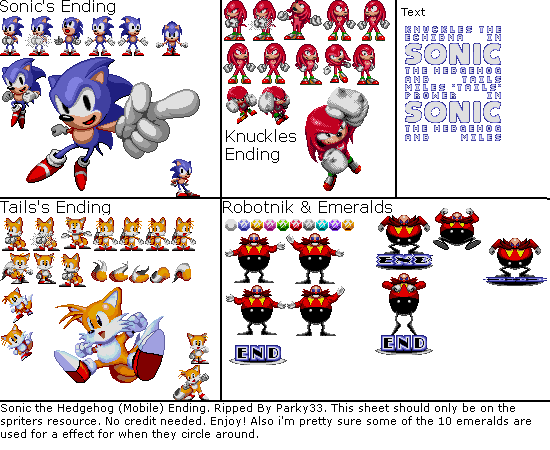 Sonic's Ending
Text
KNUCKLES THE
ECHIDNA IN
SONIC
THE HEDGEHOG
AND TAILS
MILES "TAILS"
PROWER IN
SONIC
THE HEDGEHOG
AND MILES
Knuckles
Ending
Tails's Ending
Robotnik & Emeralds
END
END
END
Sonic the Hedgehog (Mobile) Ending. Ripped By Parky33. This sheet should only be on the
spriters resource. No credit needed. Enjoy! Also i'm pretty sure some of the 10 emeralds are
used for a effect for when they circle around.